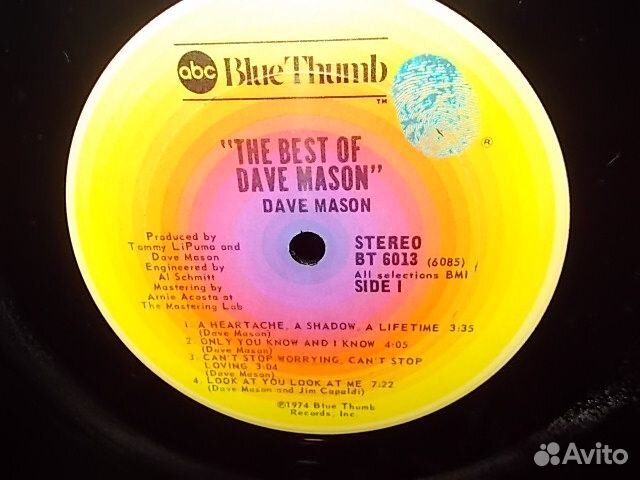 abc BlueThumb
TM
®
"THE BEST OF
DAVE MASON"
DAVE MASON
Produced by
Tommy LiPuma and
Dave Mason
Engineered by
Al Schmitt
Mastering by
Arnie Acosta at
The Mastering Lab
STEREO
BT 6013 (6085)
All selections BMI
SIDE I
1. A HEARTACHE, A SHADOW, A LIFETIME 3:35
(Dave Mason)
2. ONLY YOU KNOW AND I KNOW 4:05
(Dave Mason)
3. CAN'T STOP WORRYING, CAN'T STOP
LOVING 3:04
(Dave Mason)
4. LOOK AT YOU LOOK AT ME 7:22
(Dave Mason and Jim Capaldi)
℗1974 Blue Thumb
Records, Inc.
Avito